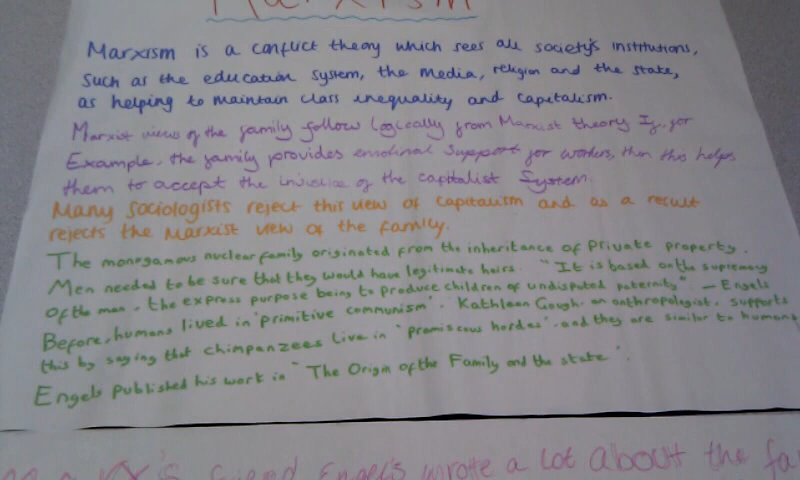 Marxism
Marxism is a conflict theory which sees all society's institutions,
such as the education system, the media, religion and the state,
as helping to maintain class inequality and capitalism.
Marxist views of the family follow logically from Marxist theory If, for
Example, the family provides emotional support for workers, then this helps
them to accept the injustice of the capitalist System.
Many Sociologists reject this view of capitalism and as a result
rejects the Marxist view of the family.
The monogamous nuclear family originated from the inheritance of Private property.
Men needed to be sure that they would have legitimate heirs. "It is based on the supremacy
Of the man, the express purpose being to produce children of undisputed paternity" - Engels
Before, humans lived in 'primitive communism'. Kathleen Gough, an anthropologist, supports
this by saying that chimpanzees live in 'promiscous hordes', and they are similar to humans
Engels published his work in "The Origin of the Family and the state".
friend Engels wrote a lot about the fa